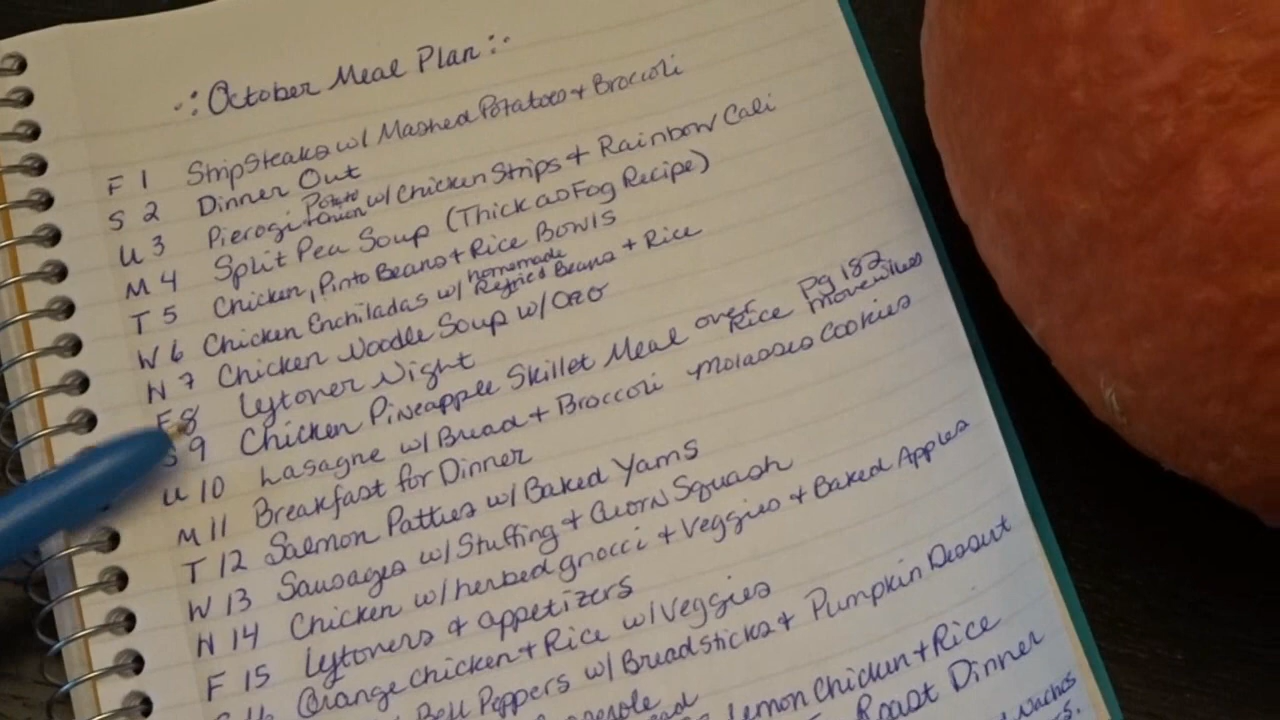 ∴ October Meal Plan ∴
F 1 Strip Steaks w/ Mashed Potatoes + Broccoli
S 2 Dinner Out
U 3 Pierogi Potato Onion w/ Chicken Strips + Rainbow Cali
M 4 Split Pea Soup (Thick as Fog Recipe)
T 5 Chicken, Pinto Beans + Rice Bowls
W 6 Chicken Enchiladas w/ homemade Refried Beans + Rice
N 7 Chicken Noodle Soup w/ Orzo
F 8 Leftover Night
S 9 Chicken Pineapple Skillet Meal over Rice pg 182
U 10 Lasagne w/ Bread + Broccoli Molasses Cookies
M 11 Breakfast for Dinner
T 12 Salmon Patties w/ Baked Yams
W 13 Sausages w/ Stuffing + Acorn Squash
N 14 Chicken w/ herbed gnocci + Veggies + Baked Apples
F 15 Leftovers & appetizers
Orange Chicken + Rice w/ Veggies
Bell Peppers w/ Breadsticks + Pumpkin Dessert
Lemon Chicken + Rice
Roast Dinner
Nachos